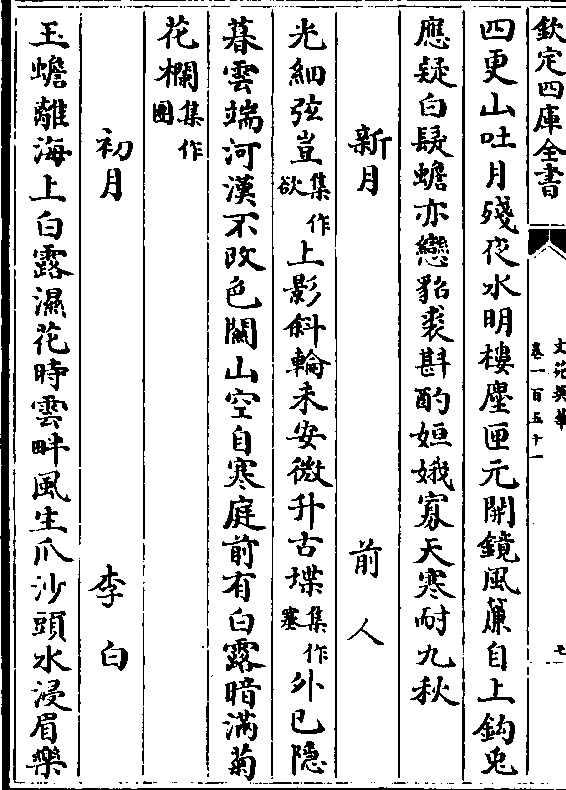 欽定四庫全書
文苑英華
卷一百五十一
七
四更山吐月殘夜水明樓塵匣元開鏡風簾自上鈎兎
應疑白髮蟾亦戀貂裘斟酌姮娥寡天寒耐九秋
新月 前人
光細弦豈集作欲上影斜輪未安微升古堞集作塞外已隱
暮雲端河漢不改色關山空自寒庭前有白露暗滿菊
花欄集作團
初月 李白
玉蟾離海上白露濕花時雲畔風生爪沙頭水浸眉樂